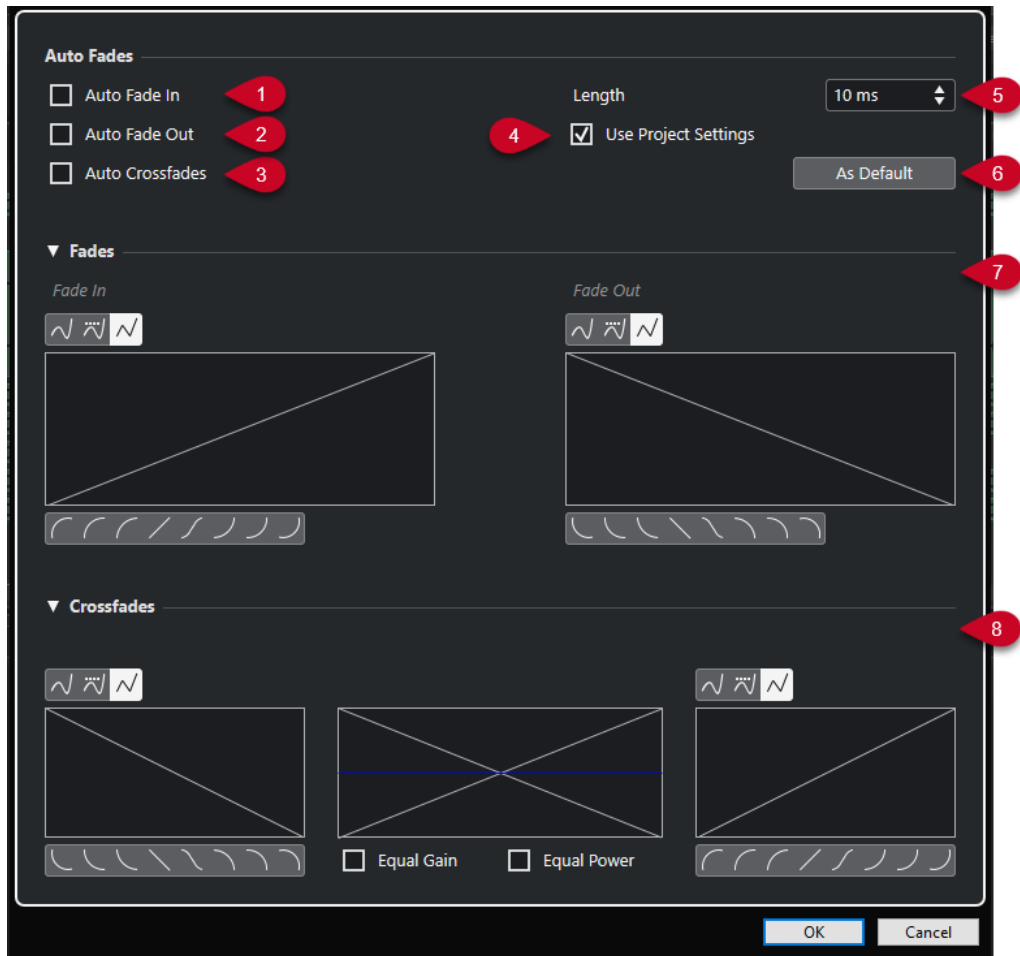 Auto Fades
Auto Fade In 1 Length 10 ms 5
Auto Fade Out 2 4 Use Project Settings
Auto Crossfades 3 As Default 6
Fades
7
Fade In Fade Out
Crossfades
8
Equal Gain Equal Power
OK Cancel